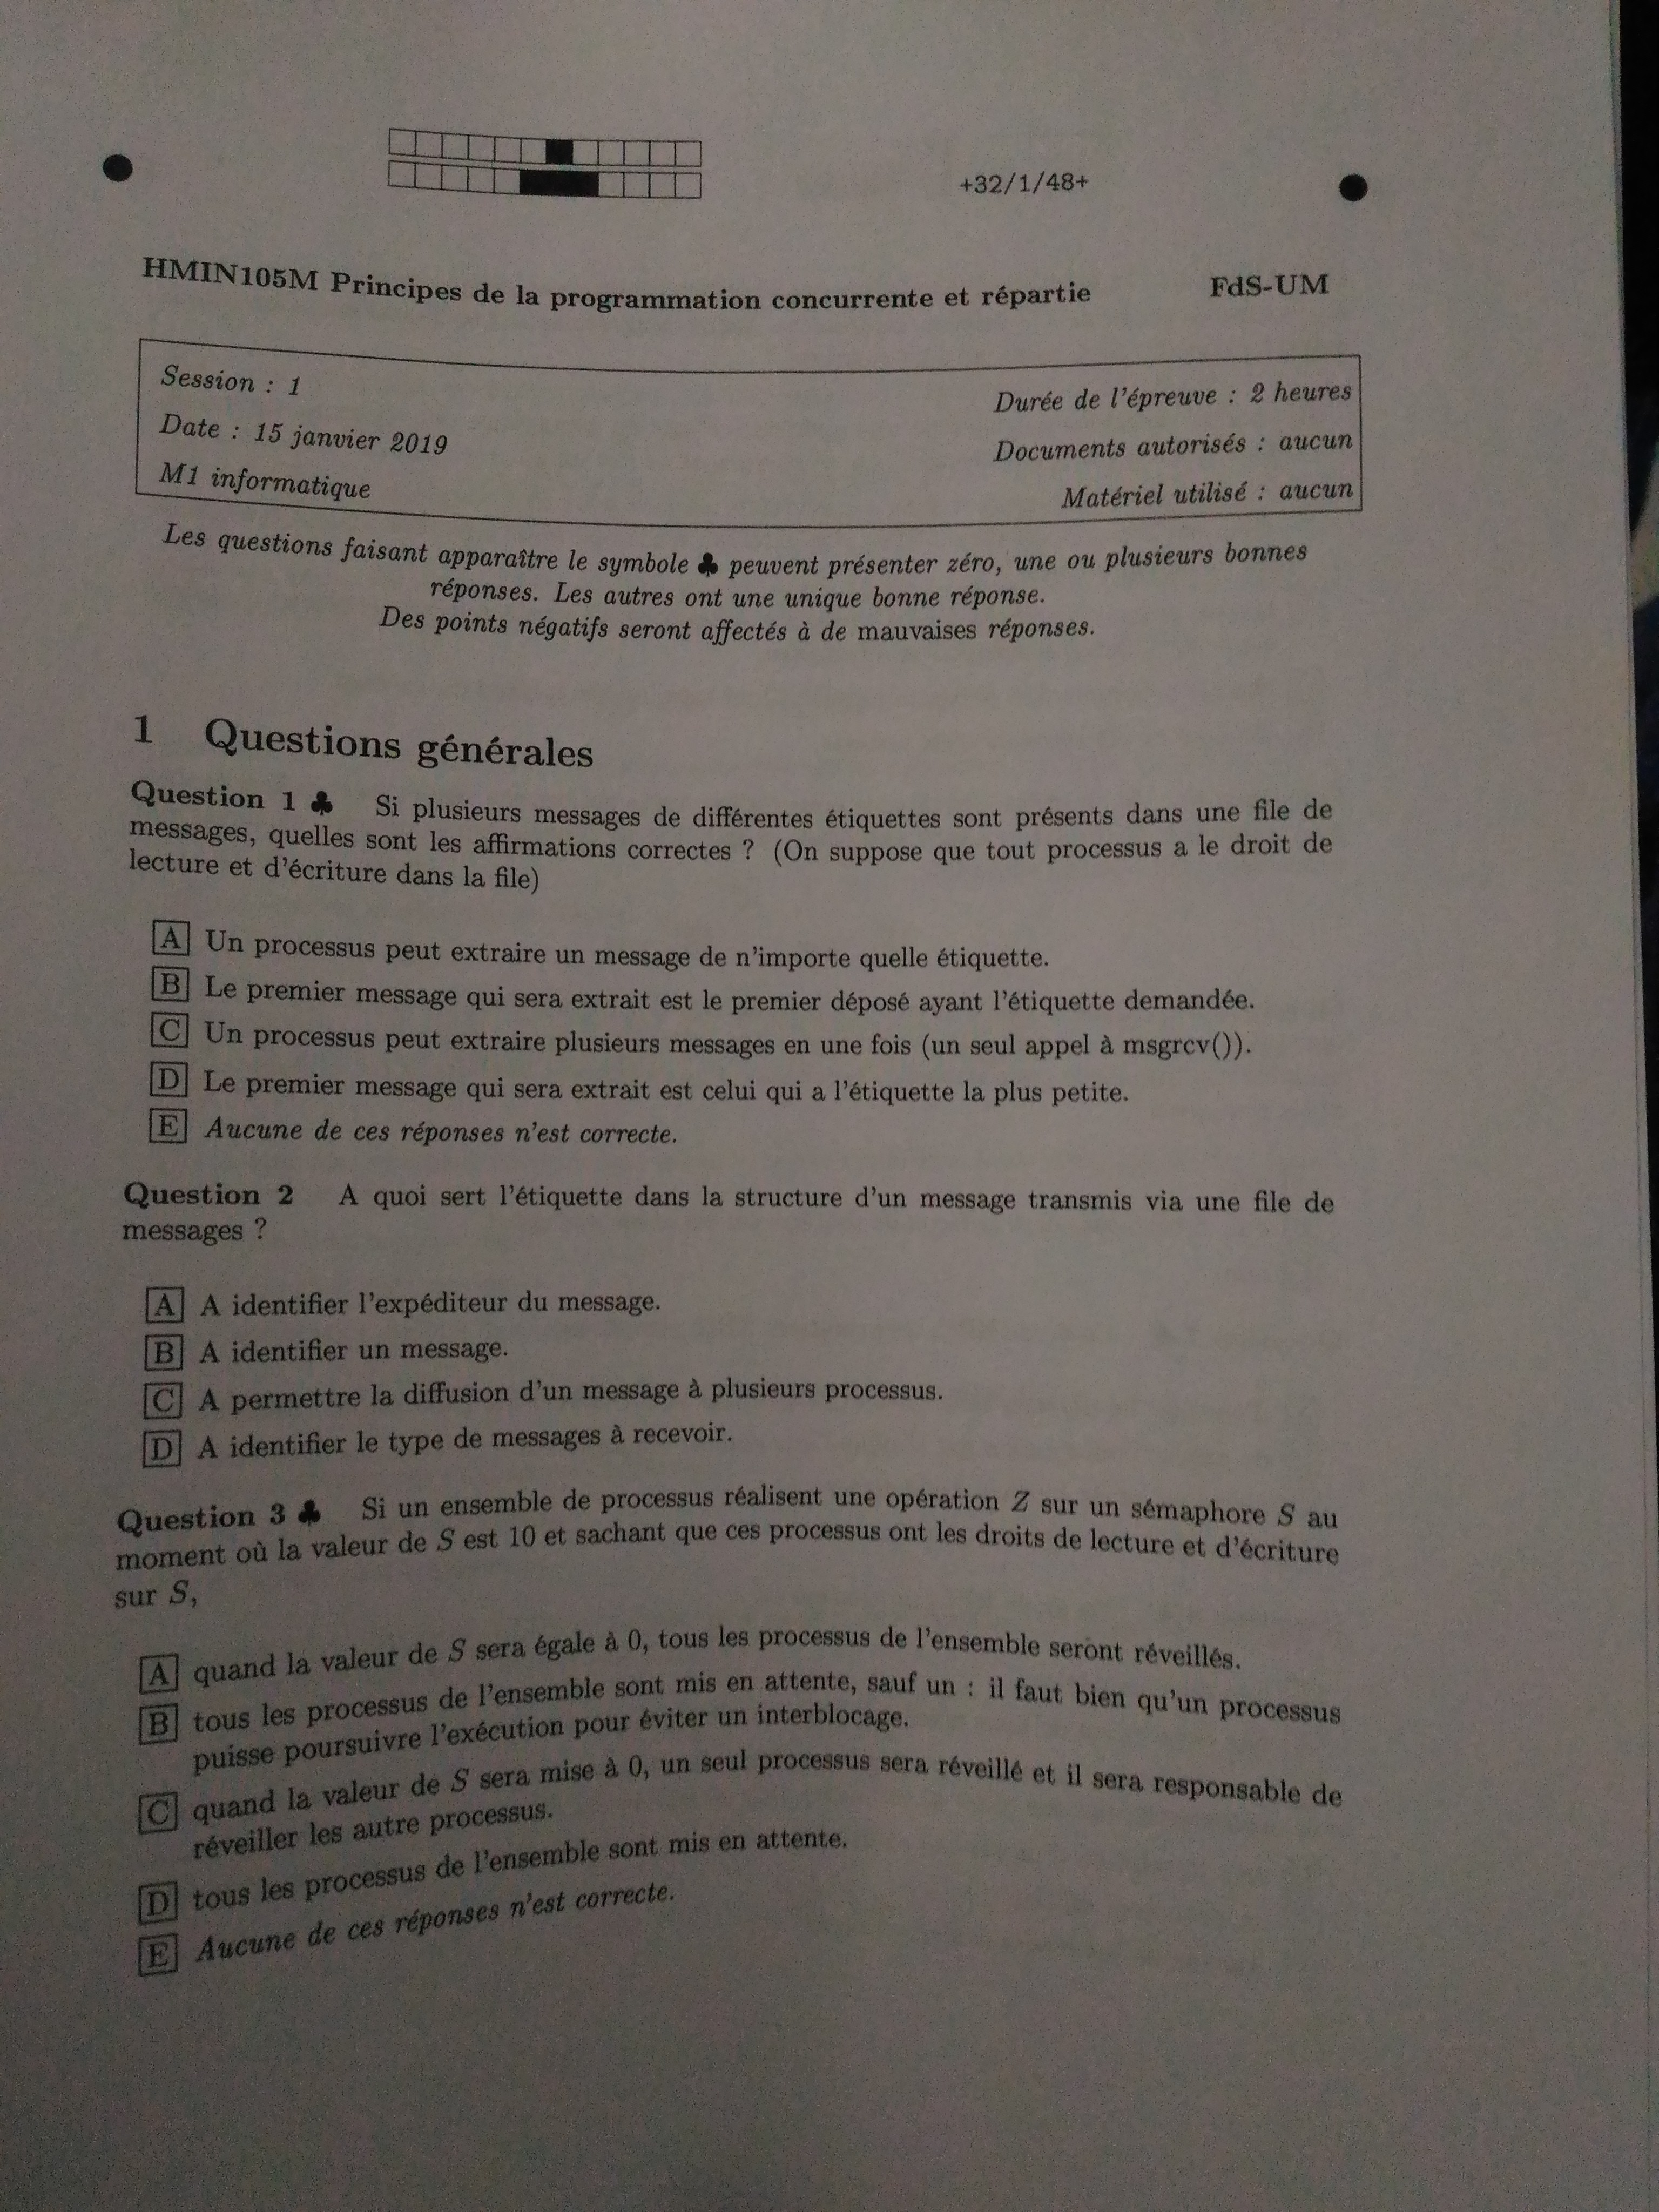 +32/1/48+
HMIN105M Principes de la programmation concurrente et répartie FdS-UM
Session : 1
Durée de l'épreuve : 2 heures
Date : 15 janvier 2019
Documents autorisés : aucun
M1 informatique
Matériel utilisé : aucun
Les questions faisant apparaître le symbole ♣ peuvent présenter zéro, une ou plusieurs bonnes
réponses. Les autres ont une unique bonne réponse.
Des points négatifs seront affectés à de mauvaises réponses.
1 Questions générales
Question 1 ♣ Si plusieurs messages de différentes étiquettes sont présents dans une file de
messages, quelles sont les affirmations correctes ? (On suppose que tout processus a le droit de
lecture et d'écriture dans la file)
A Un processus peut extraire un message de n'importe quelle étiquette.
B Le premier message qui sera extrait est le premier déposé ayant l'étiquette demandée.
C Un processus peut extraire plusieurs messages en une fois (un seul appel à msgrcv()).
D Le premier message qui sera extrait est celui qui a l'étiquette la plus petite.
E Aucune de ces réponses n'est correcte.
Question 2 A quoi sert l'étiquette dans la structure d'un message transmis via une file de
messages ?
A A identifier l'expéditeur du message.
B A identifier un message.
C A permettre la diffusion d'un message à plusieurs processus.
D A identifier le type de messages à recevoir.
Question 3 ♣ Si un ensemble de processus réalisent une opération Z sur un sémaphore S au
moment où la valeur de S est 10 et sachant que ces processus ont les droits de lecture et d'écriture
sur S,
A quand la valeur de S sera égale à 0, tous les processus de l'ensemble seront réveillés.
B tous les processus de l'ensemble sont mis en attente, sauf un : il faut bien qu'un processus
puisse poursuivre l'exécution pour éviter un interblocage.
C quand la valeur de S sera mise à 0, un seul processus sera réveillé et il sera responsable de
réveiller les autre processus.
D tous les processus de l'ensemble sont mis en attente.
E Aucune de ces réponses n'est correcte.